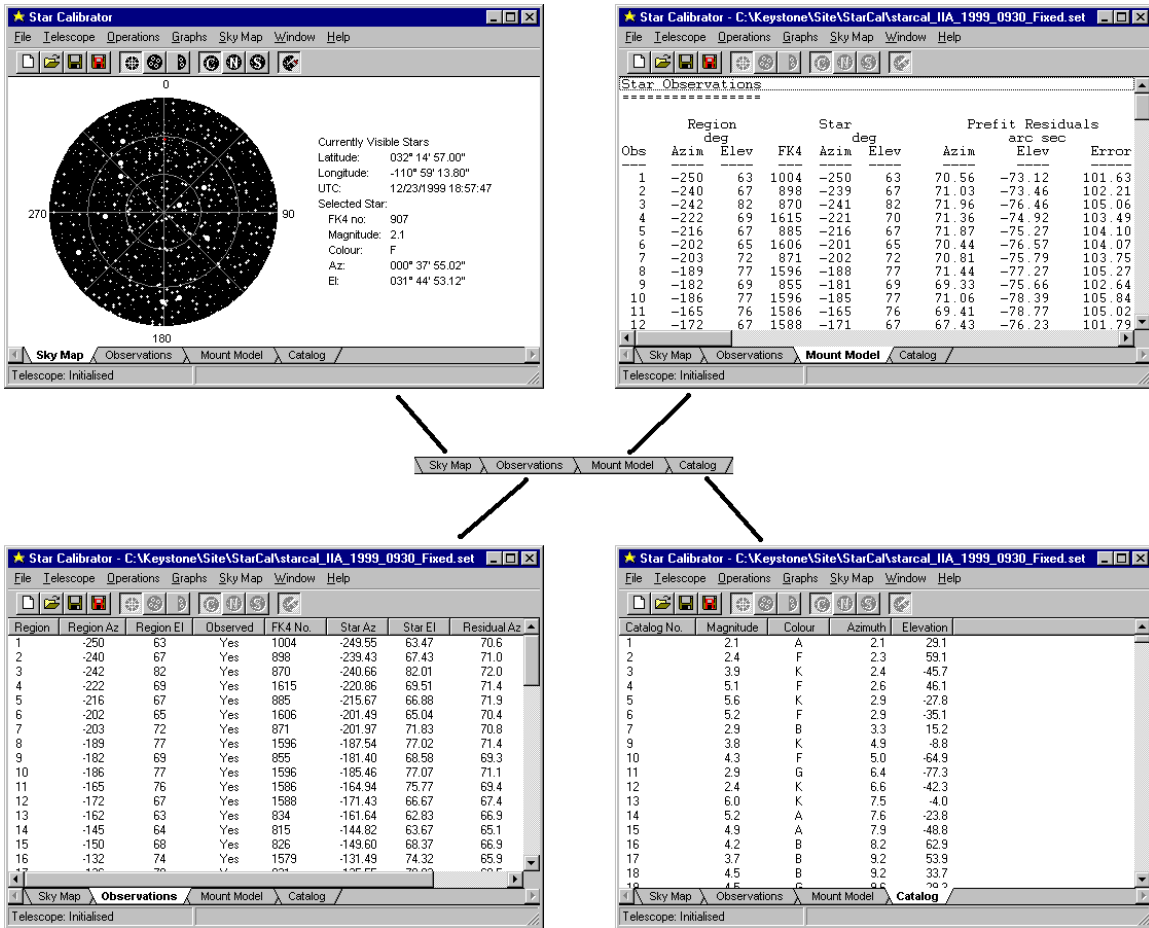 Star Calibrator
File Telescope Operations Graphs Sky Map Window Help
0
270
90
180
Currently Visible Stars
Latitude: 032° 14' 57.00"
Longitude: -110° 59' 13.80"
UTC: 12/23/1999 18:57:47
Selected Star:
FK4 no: 907
Magnitude: 2.1
Colour: F
Az: 000° 37' 55.02"
El: 031° 44' 53.12"
Sky Map Observations Mount Model Catalog
Telescope: Initialised
Star Calibrator - C:\Keystone\Site\StarCal\starcal_IIA_1999_0930_Fixed.set
File Telescope Operations Graphs Sky Map Window Help
C N S
Star Observations
=================
Region Star Prefit Residuals
deg deg arc sec
Obs Azim Elev FK4 Azim Elev Azim Elev Error
--- ---- ---- --- ---- ---- ---- ---- -----
1 -250 63 1004 -250 63 70.56 -73.12 101.63
2 -240 67 898 -239 67 71.03 -73.46 102.21
3 -242 82 870 -241 82 71.96 -76.46 105.06
4 -222 69 1615 -221 70 71.36 -74.92 103.49
5 -216 67 885 -216 67 71.87 -75.27 104.10
6 -202 65 1606 -201 65 70.44 -76.57 104.07
7 -203 72 871 -202 72 70.81 -75.79 103.75
8 -189 77 1596 -188 77 71.44 -77.27 105.27
9 -182 69 855 -181 69 69.33 -75.66 102.64
10 -186 77 1596 -185 77 71.06 -78.39 105.84
11 -165 76 1586 -165 76 69.41 -78.77 105.02
12 -172 67 1588 -171 67 67.43 -76.23 101.79
Sky Map Observations Mount Model Catalog
Telescope: Initialised
Sky Map Observations Mount Model Catalog
Star Calibrator - C:\Keystone\Site\StarCal\starcal_IIA_1999_0930_Fixed.set
File Telescope Operations Graphs Sky Map Window Help
C N S
Region Region Az Region El Observed FK4 No. Star Az Star El Residual Az
1 -250 63 Yes 1004 -249.55 63.47 70.6
2 -240 67 Yes 898 -239.43 67.43 71.0
3 -242 82 Yes 870 -240.66 82.01 72.0
4 -222 69 Yes 1615 -220.86 69.51 71.4
5 -216 67 Yes 885 -215.67 66.88 71.9
6 -202 65 Yes 1606 -201.49 65.04 70.4
7 -203 72 Yes 871 -201.97 71.83 70.8
8 -189 77 Yes 1596 -187.54 77.02 71.4
9 -182 69 Yes 855 -181.40 68.58 69.3
10 -186 77 Yes 1596 -185.46 77.07 71.1
11 -165 76 Yes 1586 -164.94 75.77 69.4
12 -172 67 Yes 1588 -171.43 66.67 67.4
13 -162 63 Yes 834 -161.64 62.83 66.9
14 -145 64 Yes 815 -144.82 63.67 65.1
15 -150 68 Yes 826 -149.60 68.37 66.9
16 -132 74 Yes 1579 -131.49 74.32 65.9
Sky Map Observations Mount Model Catalog
Telescope: Initialised
Star Calibrator - C:\Keystone\Site\StarCal\starcal_IIA_1999_0930_Fixed.set
File Telescope Operations Graphs Sky Map Window Help
C N S
Catalog No. Magnitude Colour Azimuth Elevation
1 2.1 A 2.1 29.1
2 2.4 F 2.3 59.1
3 3.9 K 2.4 -45.7
4 5.1 F 2.6 46.1
5 5.6 K 2.9 -27.8
6 5.2 F 2.9 -35.1
7 2.9 B 3.3 15.2
9 3.8 K 4.9 -8.8
10 4.3 F 5.0 -64.9
11 2.9 G 6.4 -77.3
12 2.4 K 6.6 -42.3
13 6.0 K 7.5 -4.0
14 5.2 A 7.6 -23.8
15 4.9 A 7.9 -48.8
16 4.2 B 8.2 62.9
17 3.7 B 9.2 53.9
18 4.5 B 9.2 33.7
Sky Map Observations Mount Model Catalog
Telescope: Initialised